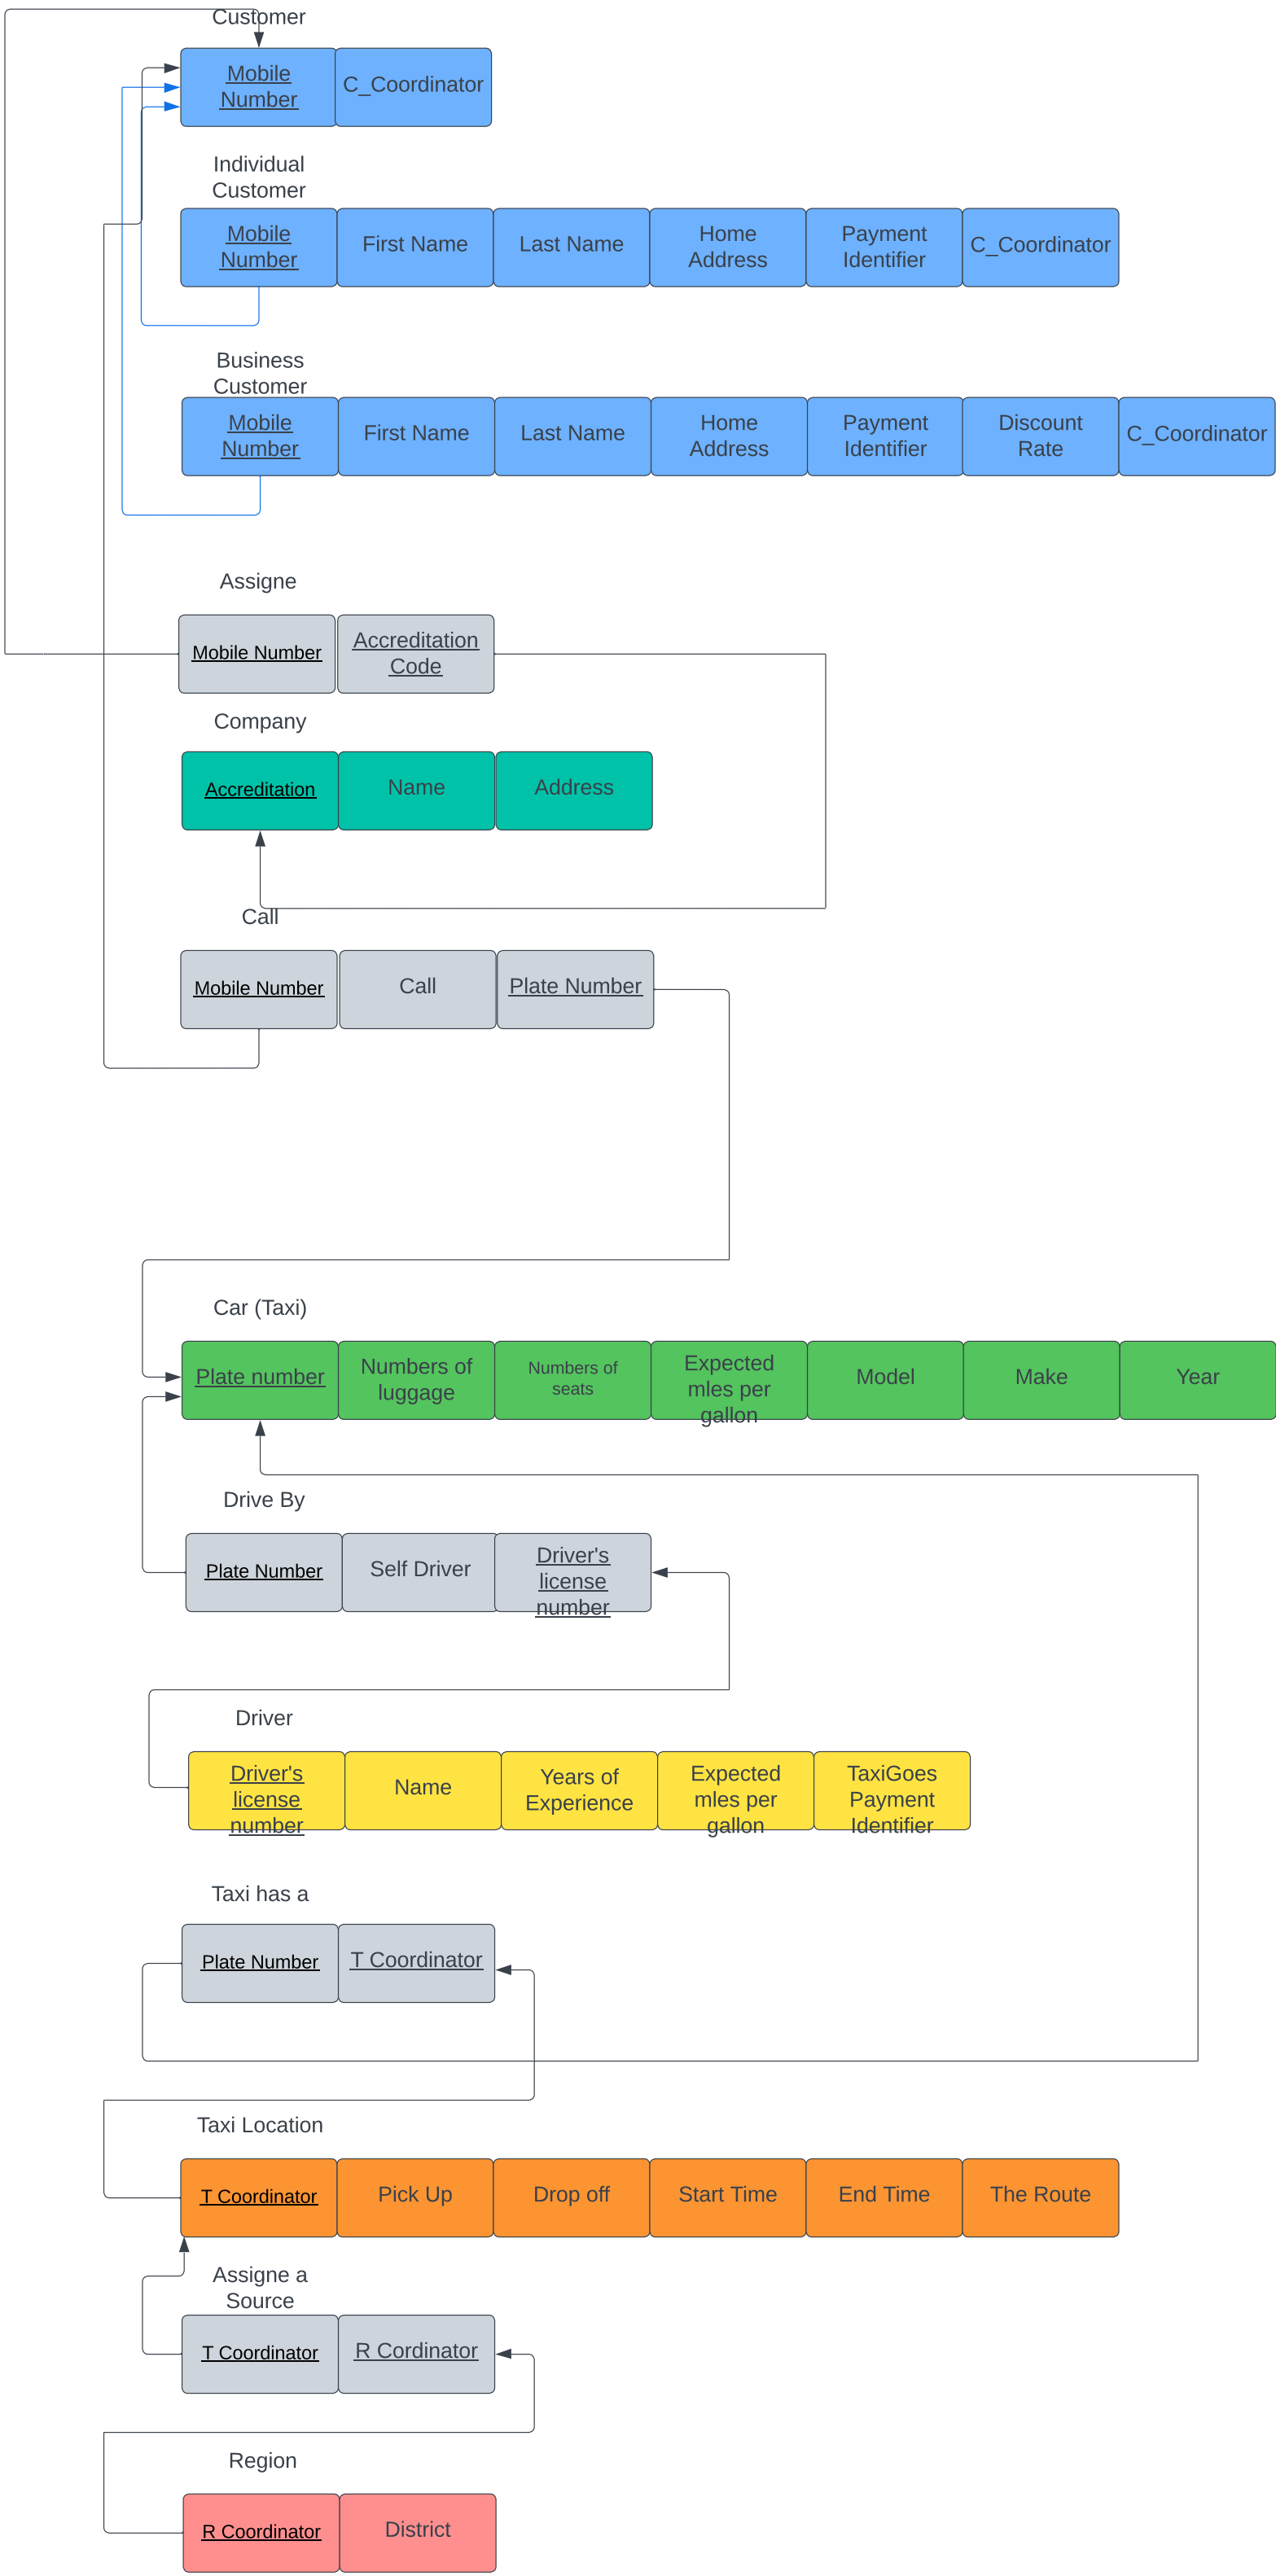 Customer
Mobile
Number
C_Coordinator
Individual
Customer
Mobile
Number
First Name
Last Name
Home
Address
Payment
Identifier
C_Coordinator
Business
Customer
Mobile
Number
First Name
Last Name
Home
Address
Payment
Identifier
Discount
Rate
C_Coordinator
Assigne
Mobile Number
Accreditation
Code
Company
Accreditation
Name
Address
Call
Mobile Number
Call
Plate Number
Car (Taxi)
Plate number
Numbers of
luggage
Numbers of
seats
Expected
mles per
gallon
Model
Make
Year
Drive By
Plate Number
Self Driver
Driver's
license
number
Driver
Driver's
license
number
Name
Years of
Experience
Expected
mles per
gallon
TaxiGoes
Payment
Identifier
Taxi has a
Plate Number
T Coordinator
Taxi Location
T Coordinator
Pick Up
Drop off
Start Time
End Time
The Route
Assigne a
Source
T Coordinator
R Cordinator
Region
R Coordinator
District